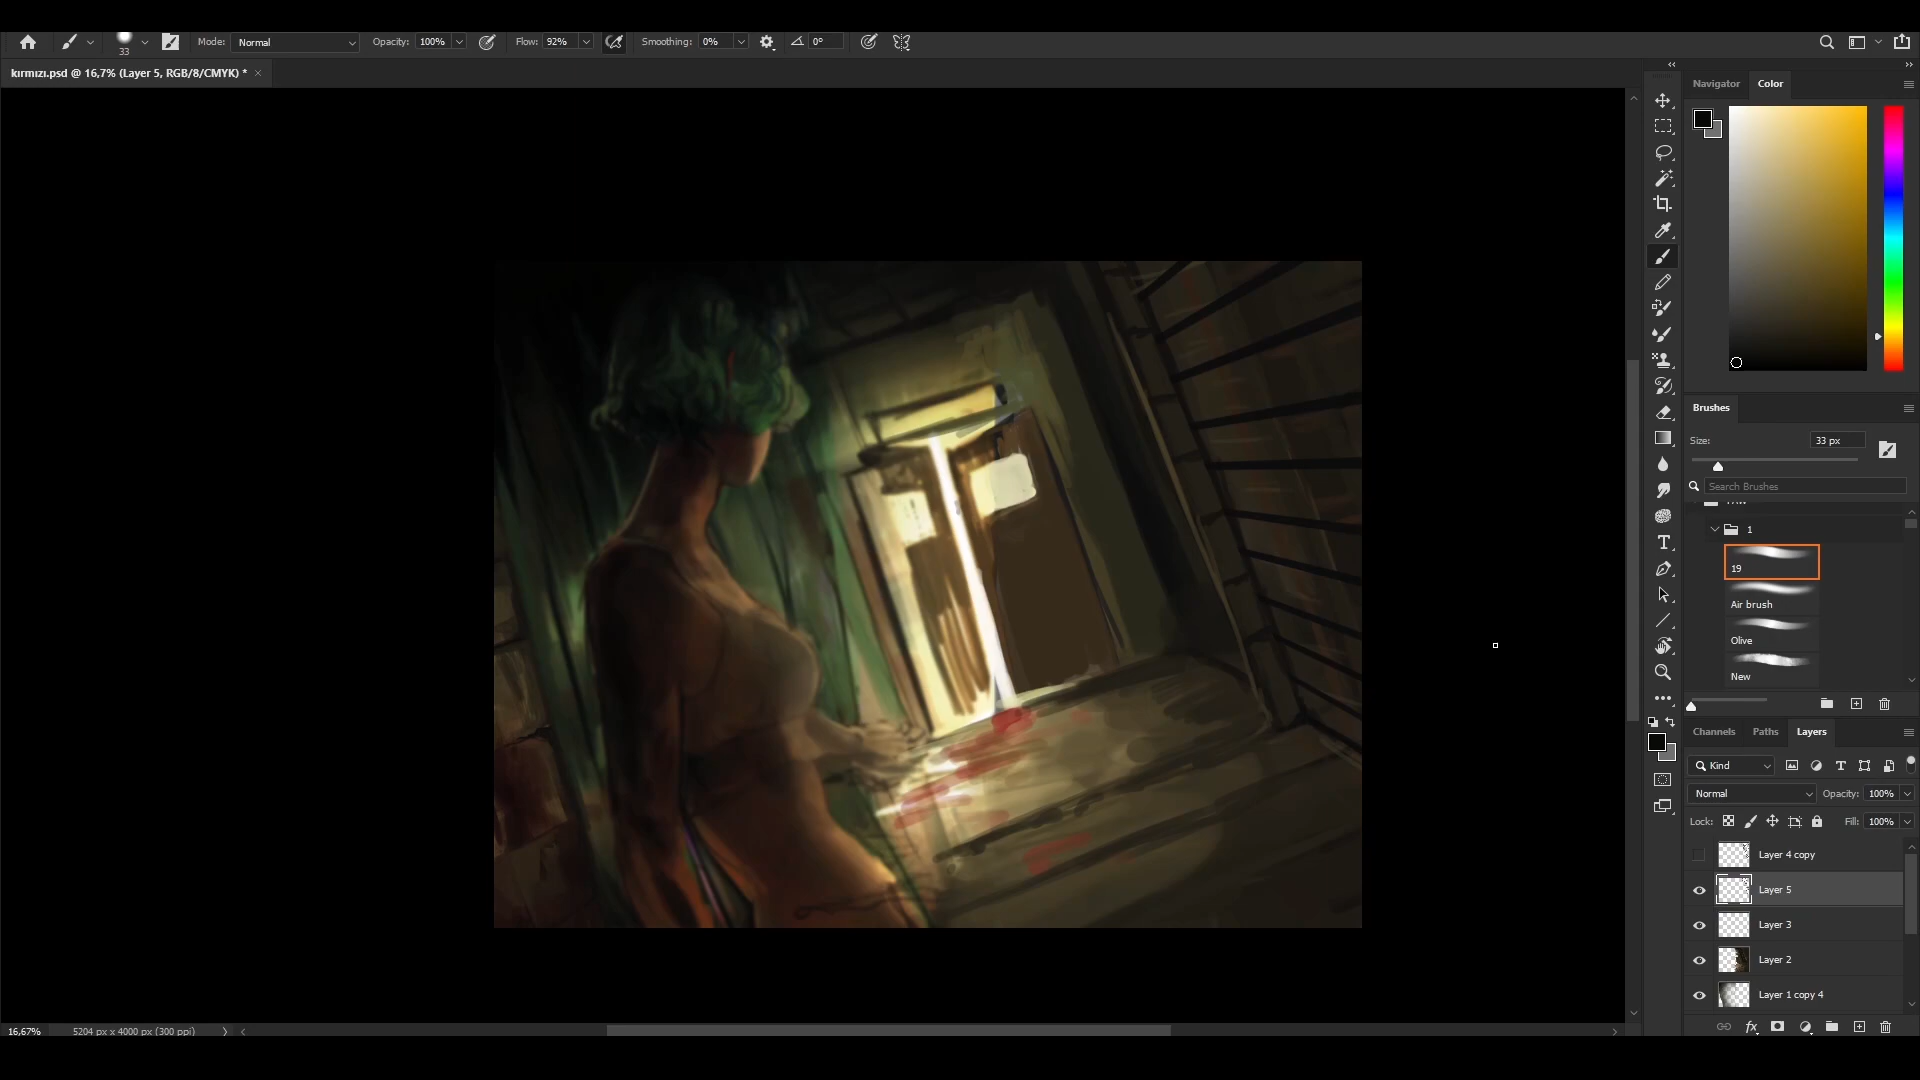 33
Mode: Normal
Opacity: 100%
Flow: 92%
Smoothing: 0%
0°
kırmızı.psd @ 16,7% (Layer 5, RGB/8/CMYK) *
Navigator
Color
Brushes
Size:
33 px
Search Brushes
1
19
Air brush
Olive
New
Channels
Paths
Layers
Kind
Normal
Opacity: 100%
Lock:
Fill: 100%
Layer 4 copy
Layer 5
Layer 3
Layer 2
Layer 1 copy 4
16,67%
5204 px x 4000 px (300 ppi)